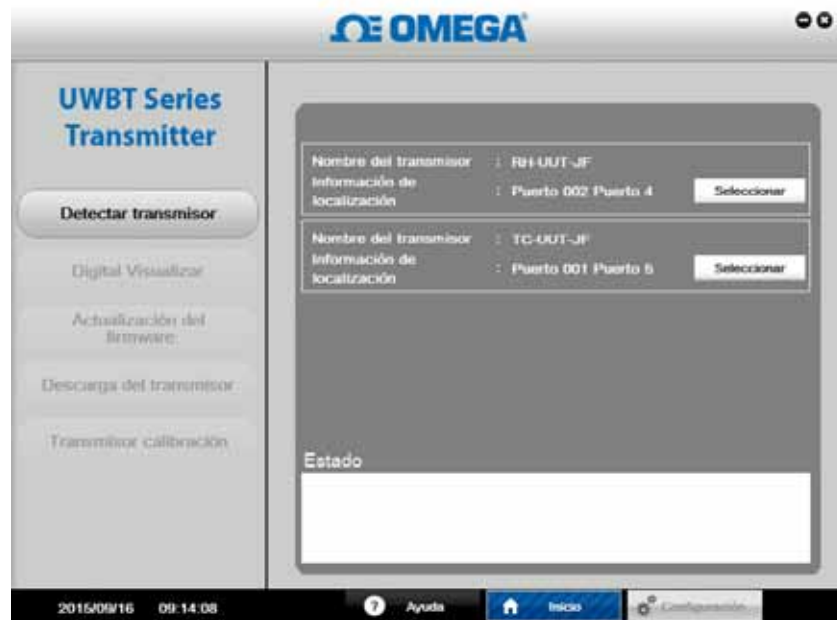 OMEGA
UWBT Series
Transmitter
Detectar transmisor
Digital Visualizar
Actualización del
firmware
Descarga del transmisor
Transmisor calibración
Nombre del transmisor : RH-UUT-JF
Información de
localización : Puerto 002 Puerto 4
Seleccionar
Nombre del transmisor : TC-UUT-JF
Información de
localización : Puerto 001 Puerto 5
Seleccionar
Estado
2015/09/16 09:14:08
? Ayuda
Inicio
Configuración